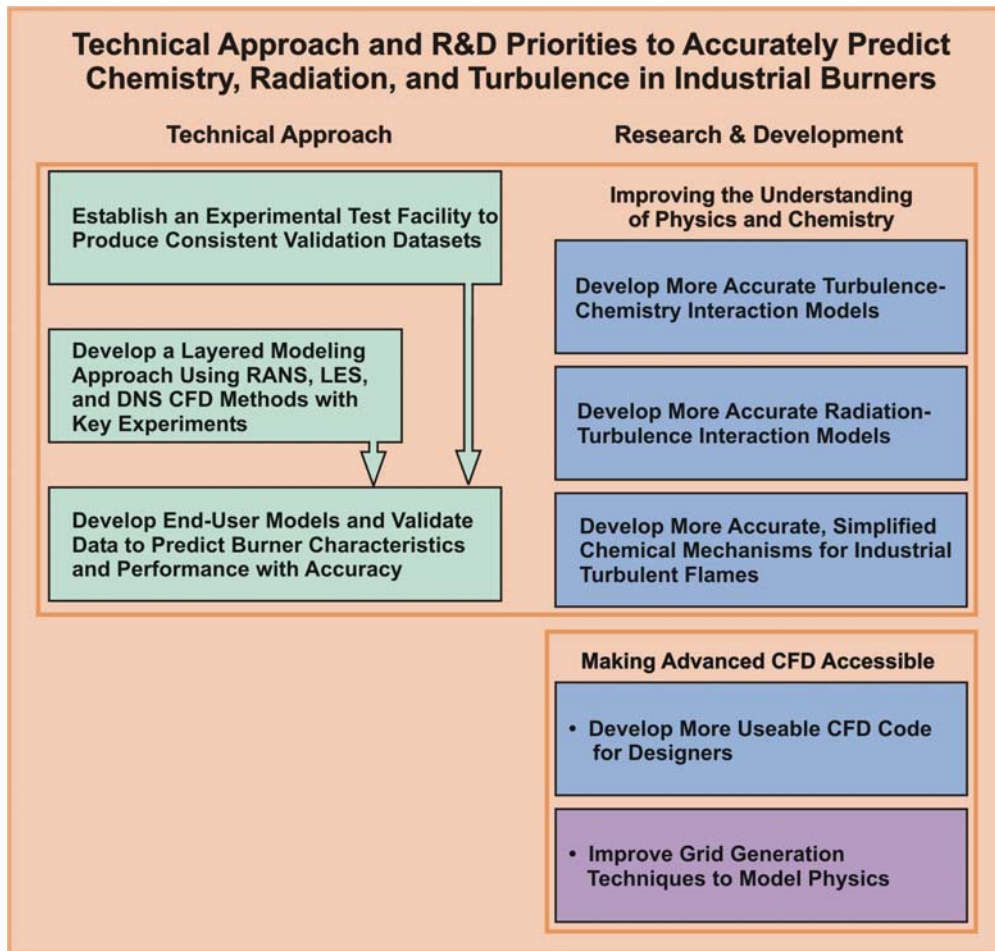 Technical Approach and R&D Priorities to Accurately Predict
Chemistry, Radiation, and Turbulence in Industrial Burners
Technical Approach
Establish an Experimental Test Facility to
Produce Consistent Validation Datasets
Develop a Layered Modeling
Approach Using RANS, LES,
and DNS CFD Methods with
Key Experiments
Develop End-User Models and Validate
Data to Predict Burner Characteristics
and Performance with Accuracy
Research & Development
Improving the Understanding
of Physics and Chemistry
Develop More Accurate Turbulence-
Chemistry Interaction Models
Develop More Accurate Radiation-
Turbulence Interaction Models
Develop More Accurate, Simplified
Chemical Mechanisms for Industrial
Turbulent Flames
Making Advanced CFD Accessible
• Develop More Useable CFD Code
for Designers
• Improve Grid Generation
Techniques to Model Physics